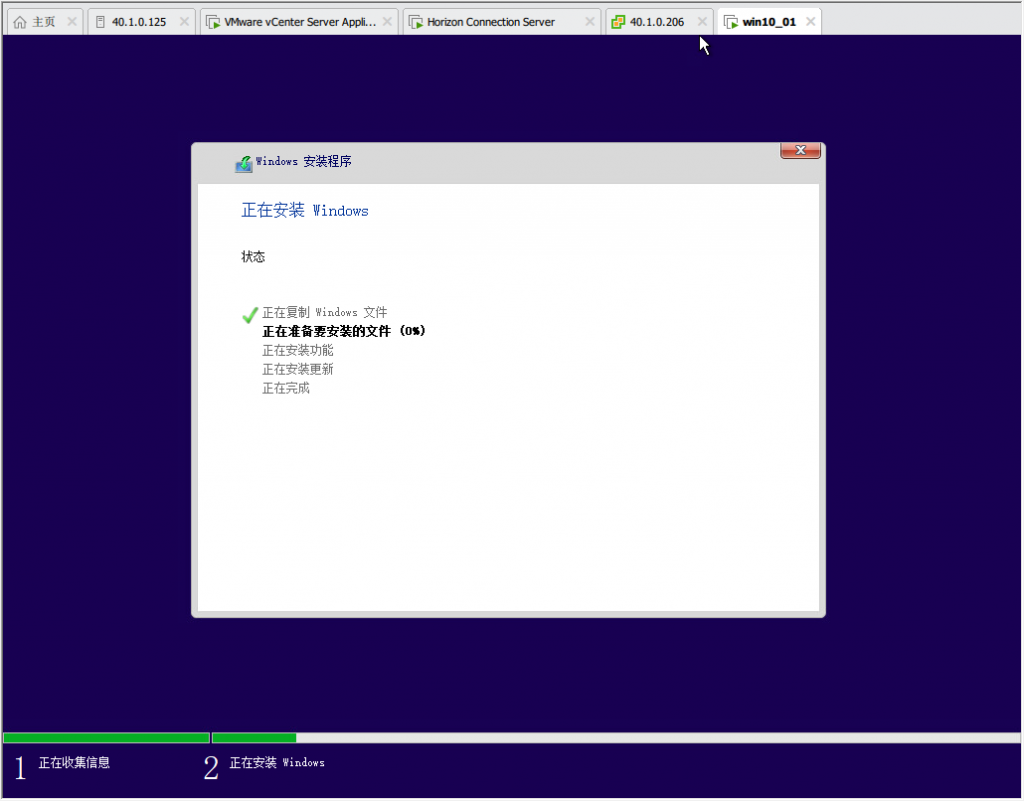 主页 40.1.0.125 VMware vCenter Server Appli... Horizon Connection Server 40.1.0.206 win10_01
Windows 安装程序
正在安装 Windows
状态
正在复制 Windows 文件
正在准备要安装的文件 (0%)
正在安装功能
正在安装更新
正在完成
1 正在收集信息 2 正在安装 Windows